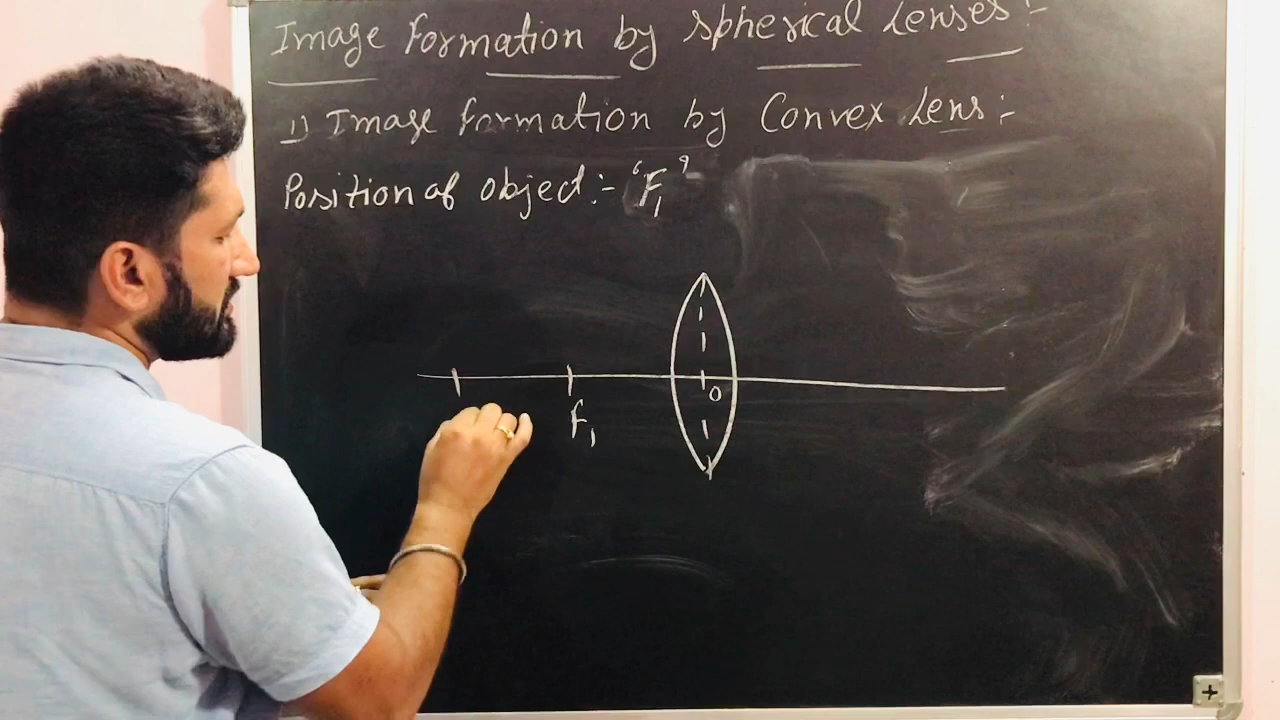 Image Formation by Spherical Lenses :-
1) Image formation by Convex Lens :-
Position of object :- 'F1'
F1
O